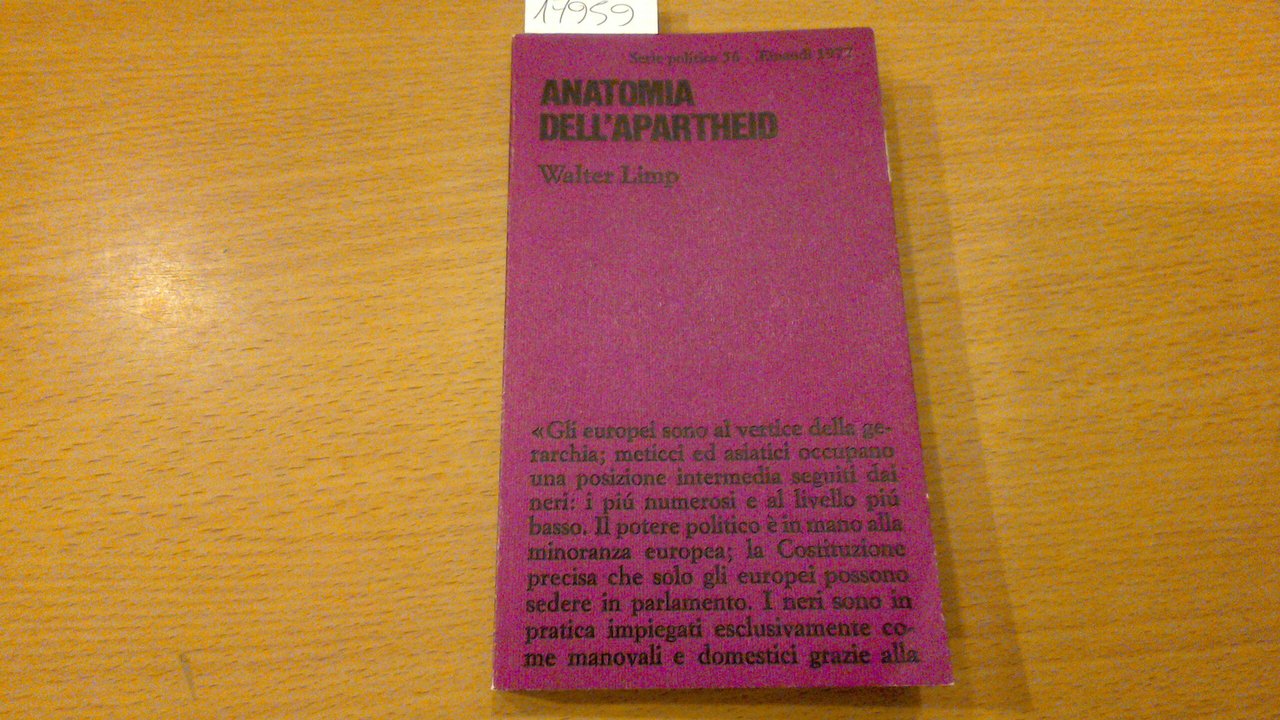 17959
Serie politica 56 Einaudi 1977
ANATOMIA
DELL'APARTHEID
Walter Limp
«Gli europei sono al vertice della ge-
rarchia; meticci ed asiatici occupano
una posizione intermedia seguiti dai
neri: i piú numerosi e al livello piú
basso. Il potere politico è in mano alla
minoranza europea; la Costituzione
precisa che solo gli europei possono
sedere in parlamento. I neri sono in
pratica impiegati esclusivamente co-
me manovali e domestici grazie alla